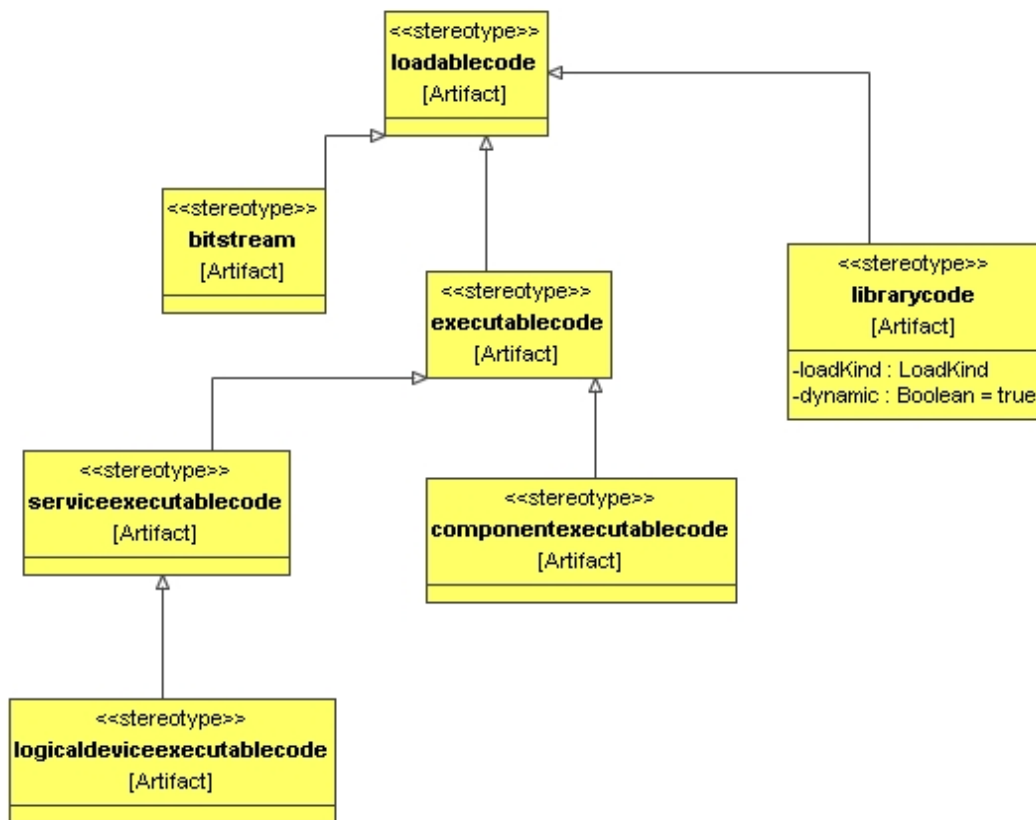 <<stereotype>>
loadablecode
[Artifact]
<<stereotype>>
bitstream
[Artifact]
<<stereotype>>
librarycode
[Artifact]
-loadKind : LoadKind
-dynamic : Boolean = true
<<stereotype>>
executablecode
[Artifact]
<<stereotype>>
serviceexecutablecode
[Artifact]
<<stereotype>>
componentexecutablecode
[Artifact]
<<stereotype>>
logicaldeviceexecutablecode
[Artifact]